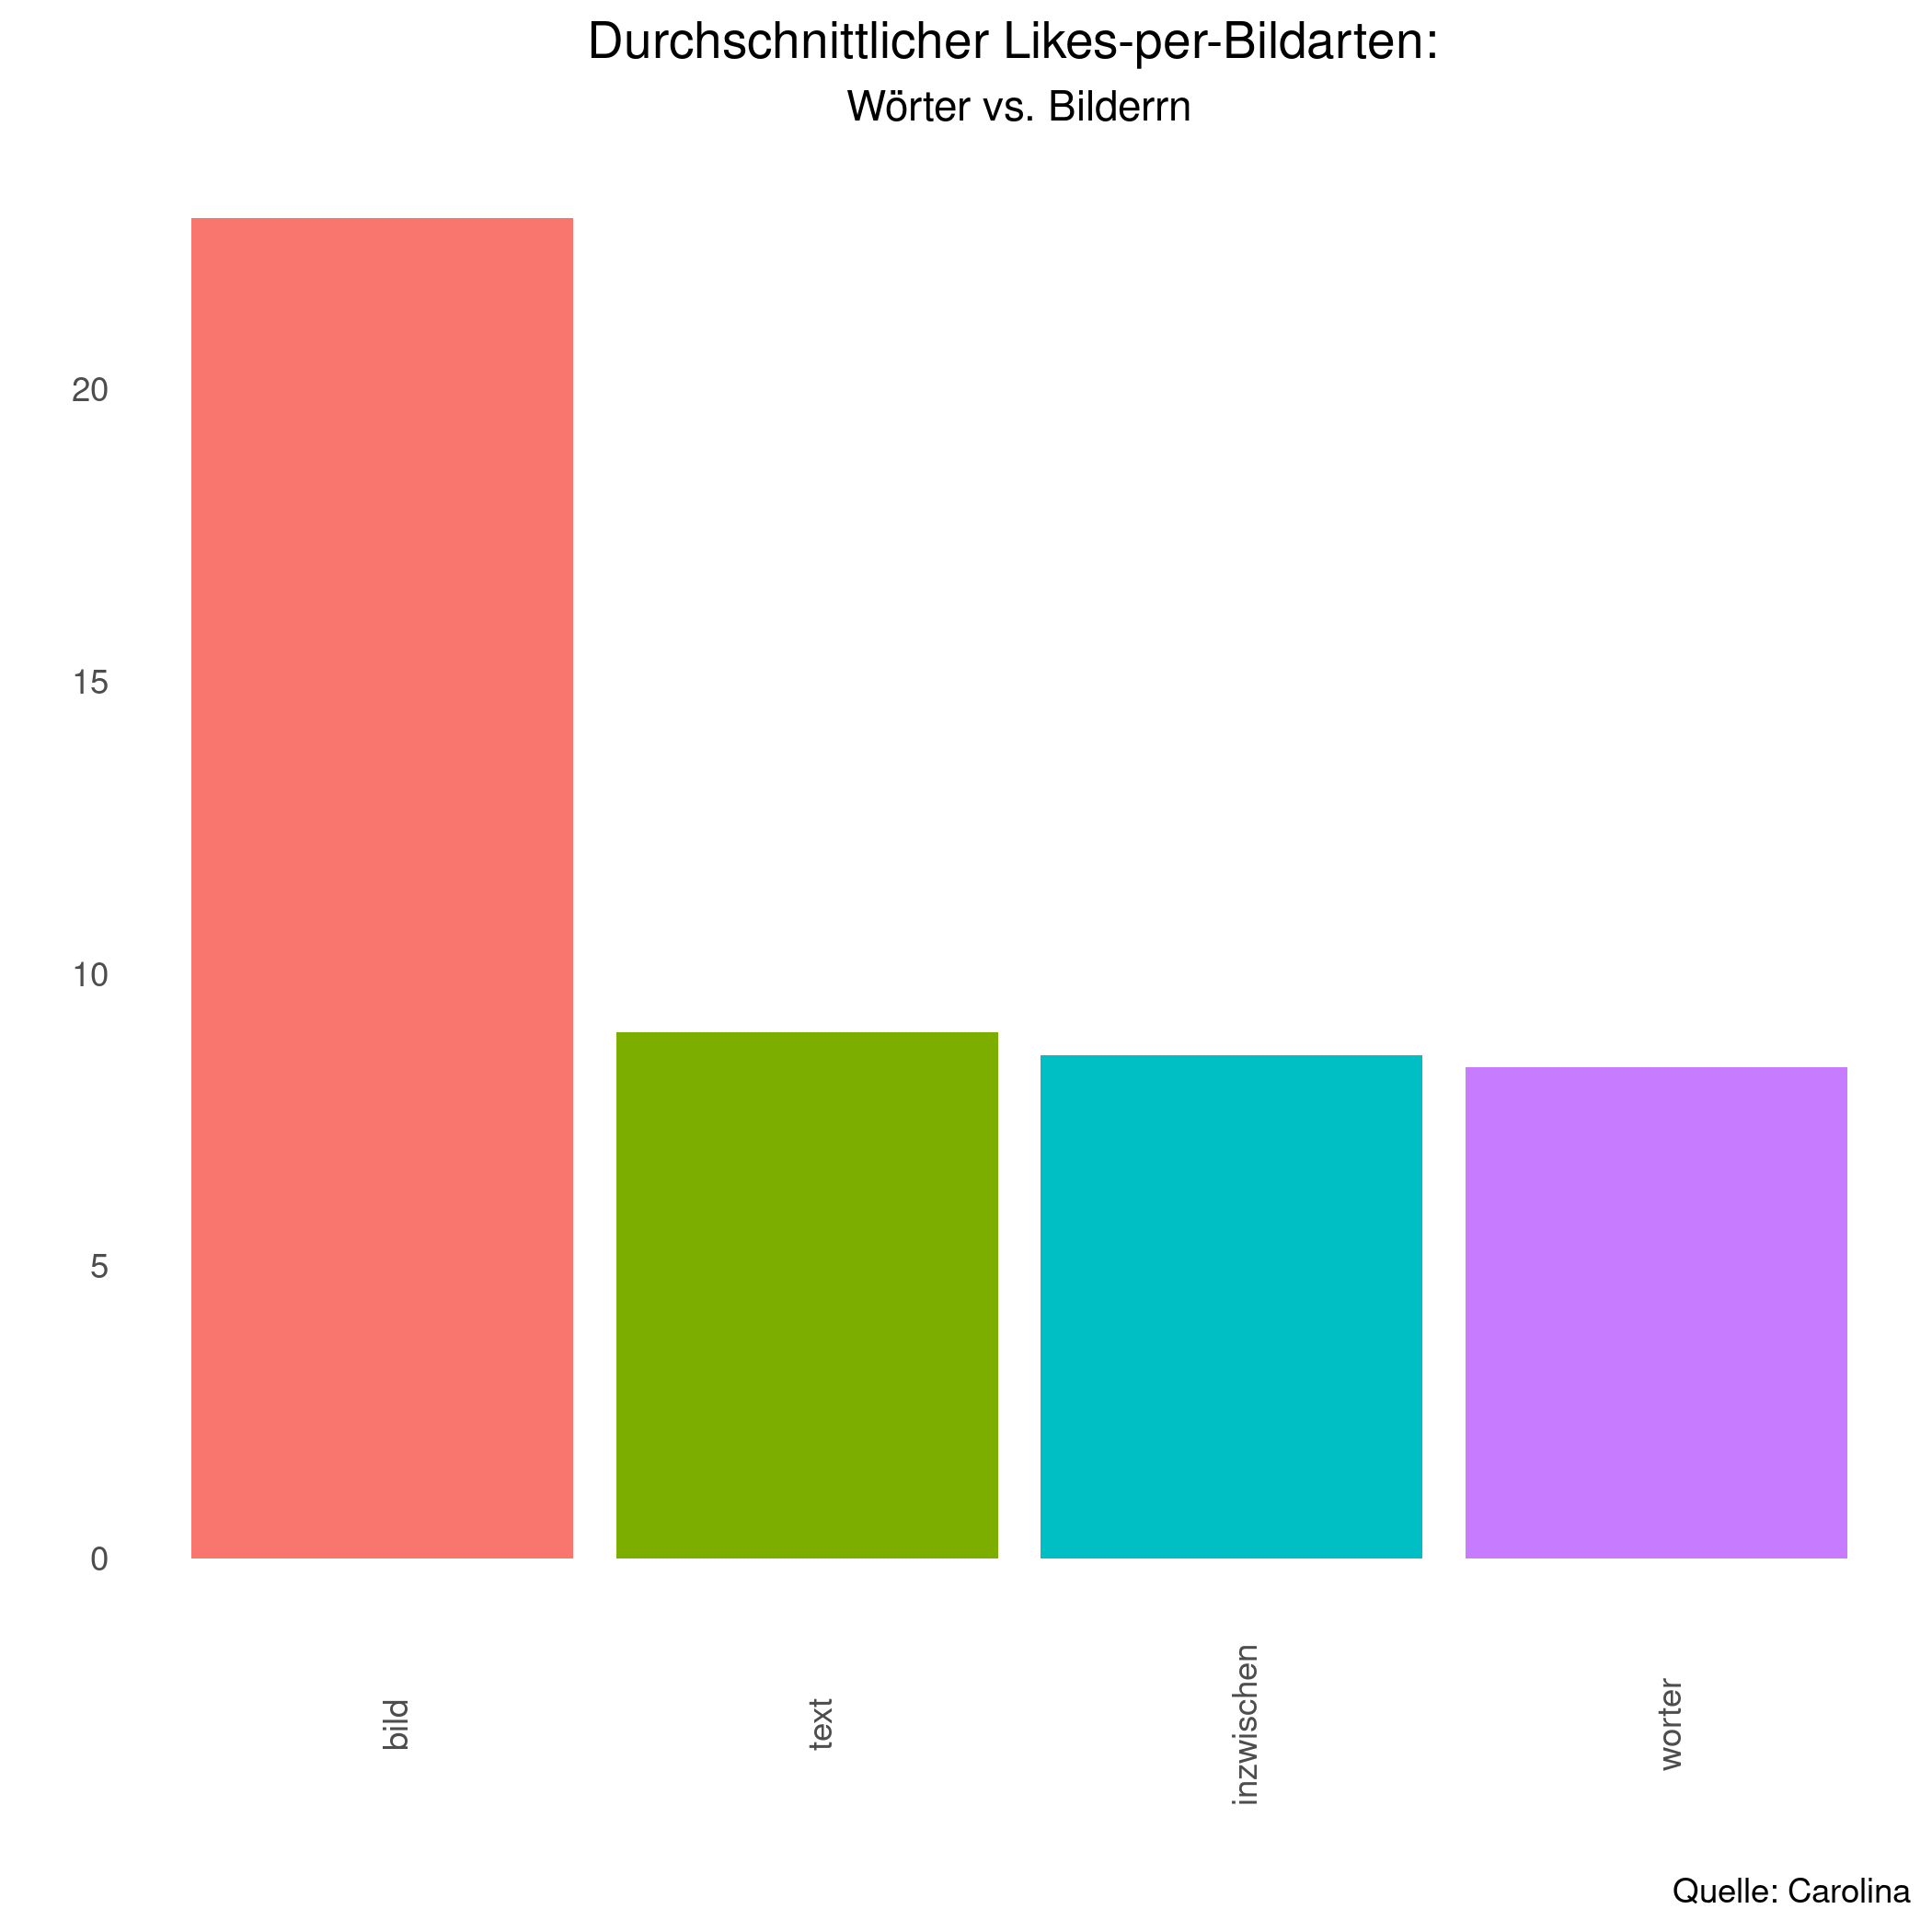 Durchschnittlicher Likes-per-Bildarten:
Wörter vs. Bilderrn
20
15
10
5
0
bild
text
inzwischen
worter
Quelle: Carolina